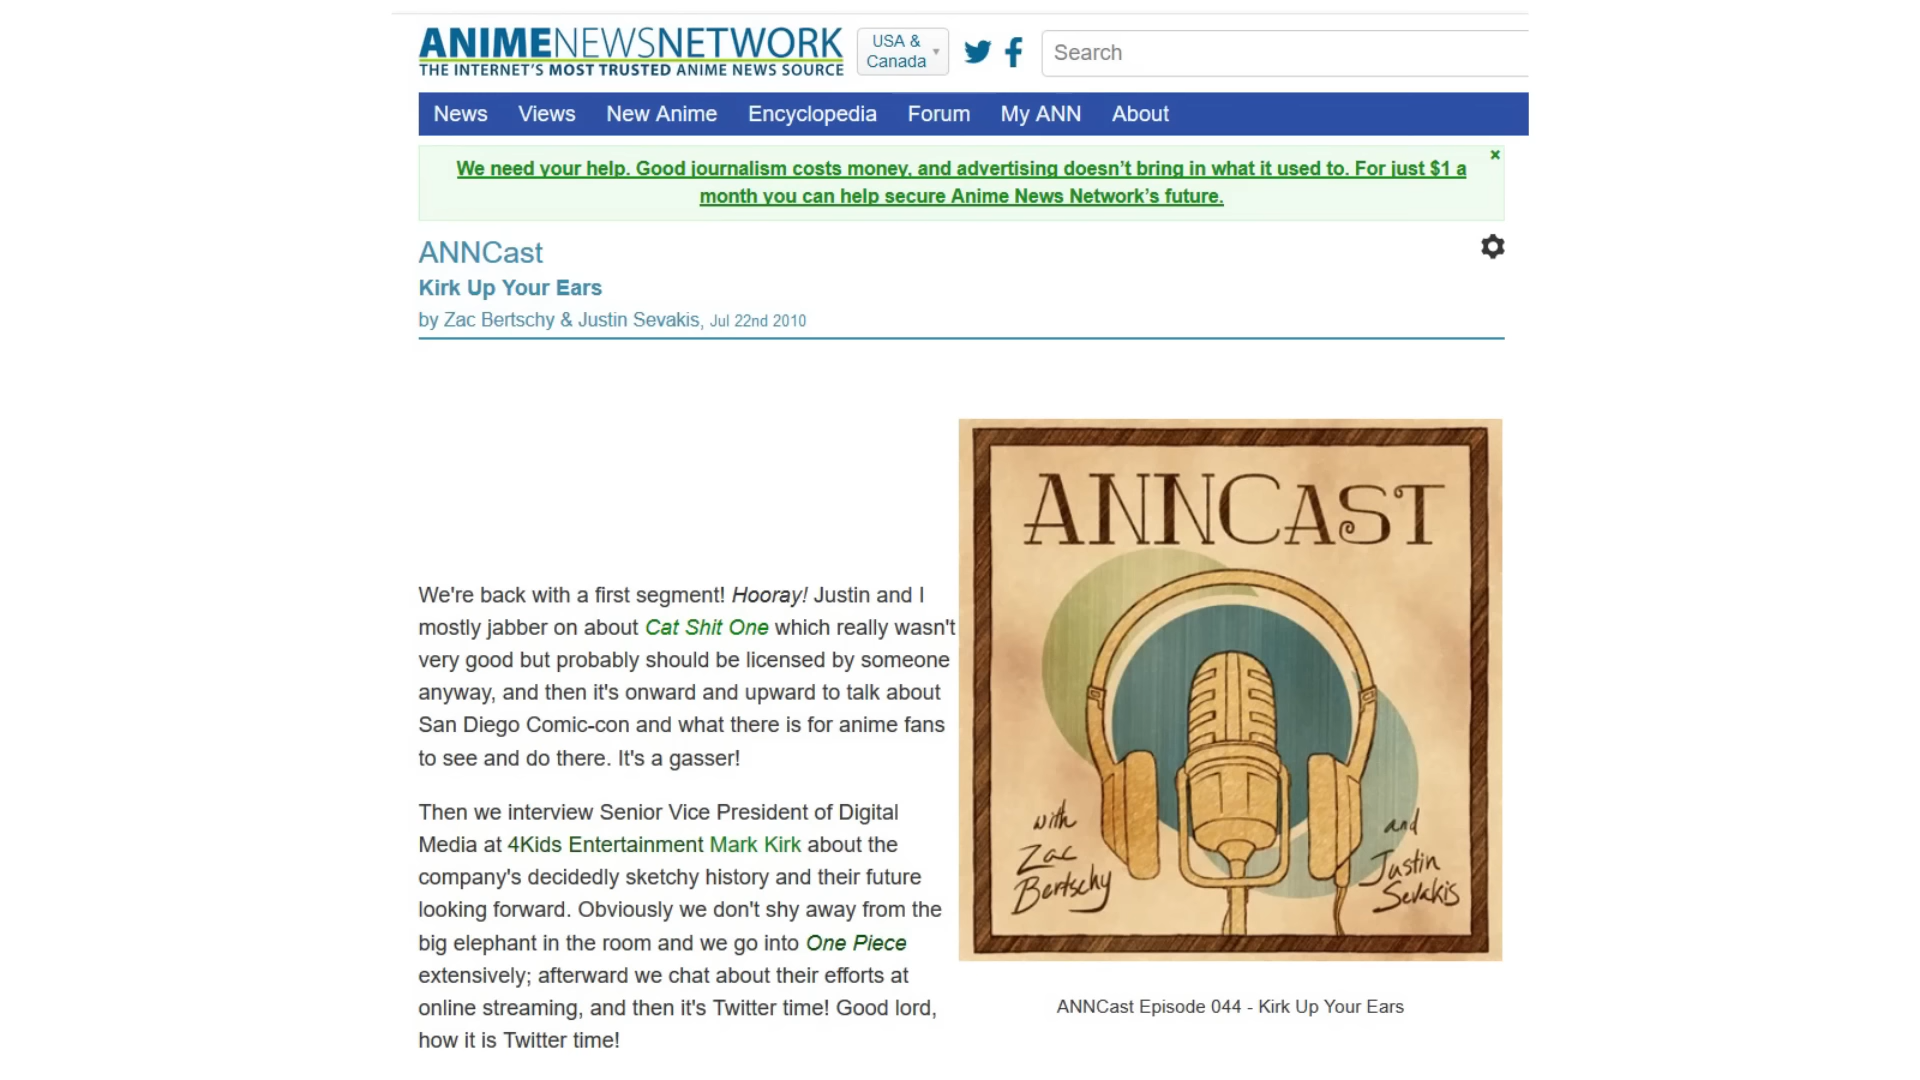 ANIMENEWSNETWORK
THE INTERNET'S MOST TRUSTED ANIME NEWS SOURCE
USA &
Canada
Search
News Views New Anime Encyclopedia Forum My ANN About
We need your help. Good journalism costs money, and advertising doesn’t bring in what it used to. For just $1 a
month you can help secure Anime News Network’s future.
ANNCast
Kirk Up Your Ears
by Zac Bertschy & Justin Sevakis, Jul 22nd 2010
We're back with a first segment! Hooray! Justin and I
mostly jabber on about Cat Shit One which really wasn't
very good but probably should be licensed by someone
anyway, and then it's onward and upward to talk about
San Diego Comic-con and what there is for anime fans
to see and do there. It's a gasser!
Then we interview Senior Vice President of Digital
Media at 4Kids Entertainment Mark Kirk about the
company's decidedly sketchy history and their future
looking forward. Obviously we don't shy away from the
big elephant in the room and we go into One Piece
extensively; afterward we chat about their efforts at
online streaming, and then it's Twitter time! Good lord,
how it is Twitter time!
ANNCAST
with
Zac
Bertschy
and
Justin
Sevakis
ANNCast Episode 044 - Kirk Up Your Ears